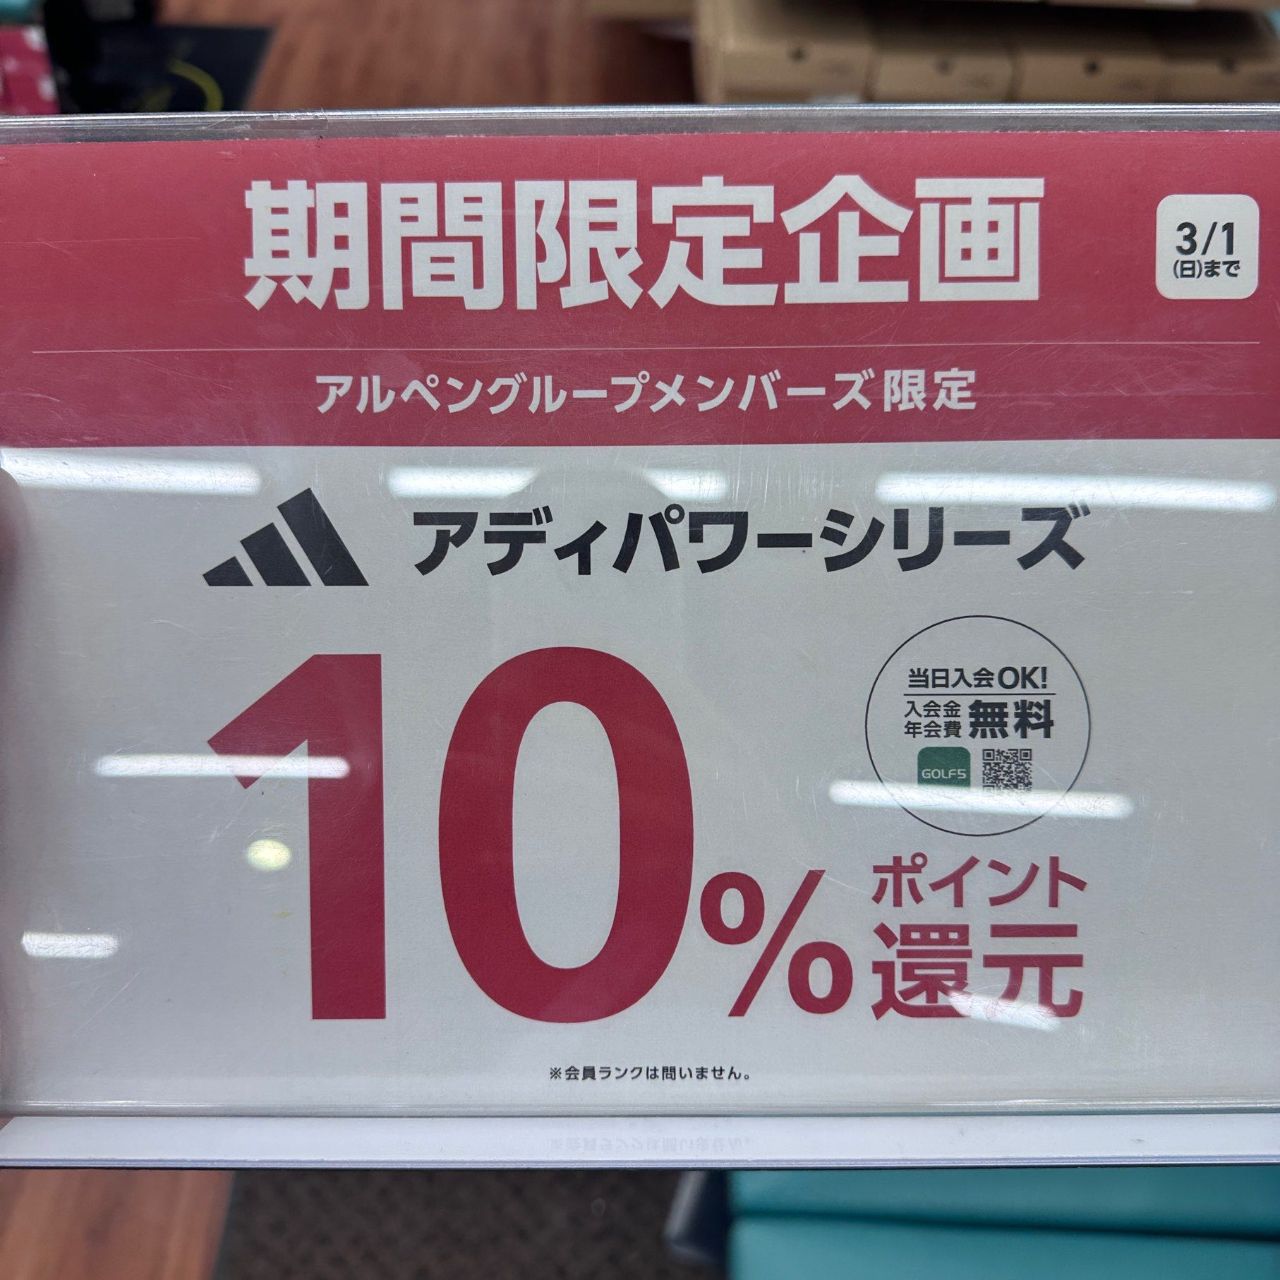 期間限定企画
3/1
(日)まで
アルペングループメンバーズ限定
アディパワーシリーズ
当日入会OK!
入会金
年会費 無料
GOLF5
10%
ポイント
還元
※会員ランクは問いません。